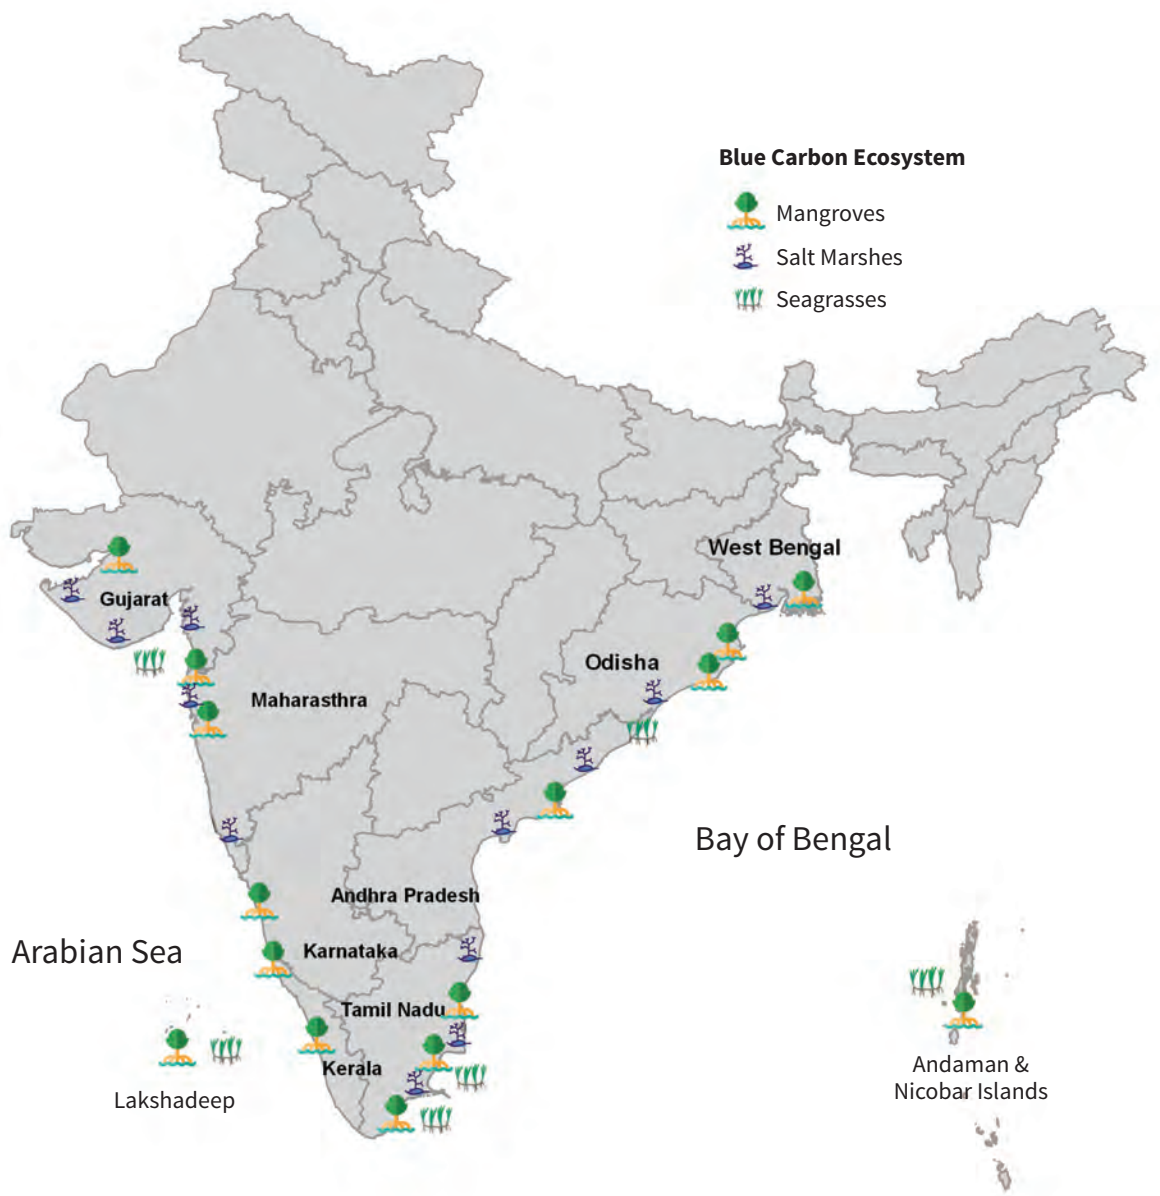 Blue Carbon Ecosystem
Mangroves
Salt Marshes
Seagrasses
West Bengal
Gujarat
Odisha
Maharasthra
Bay of Bengal
Andhra Pradesh
Arabian Sea
Karnataka
Tamil Nadu
Kerala
Andaman &
Nicobar Islands
Lakshadeep